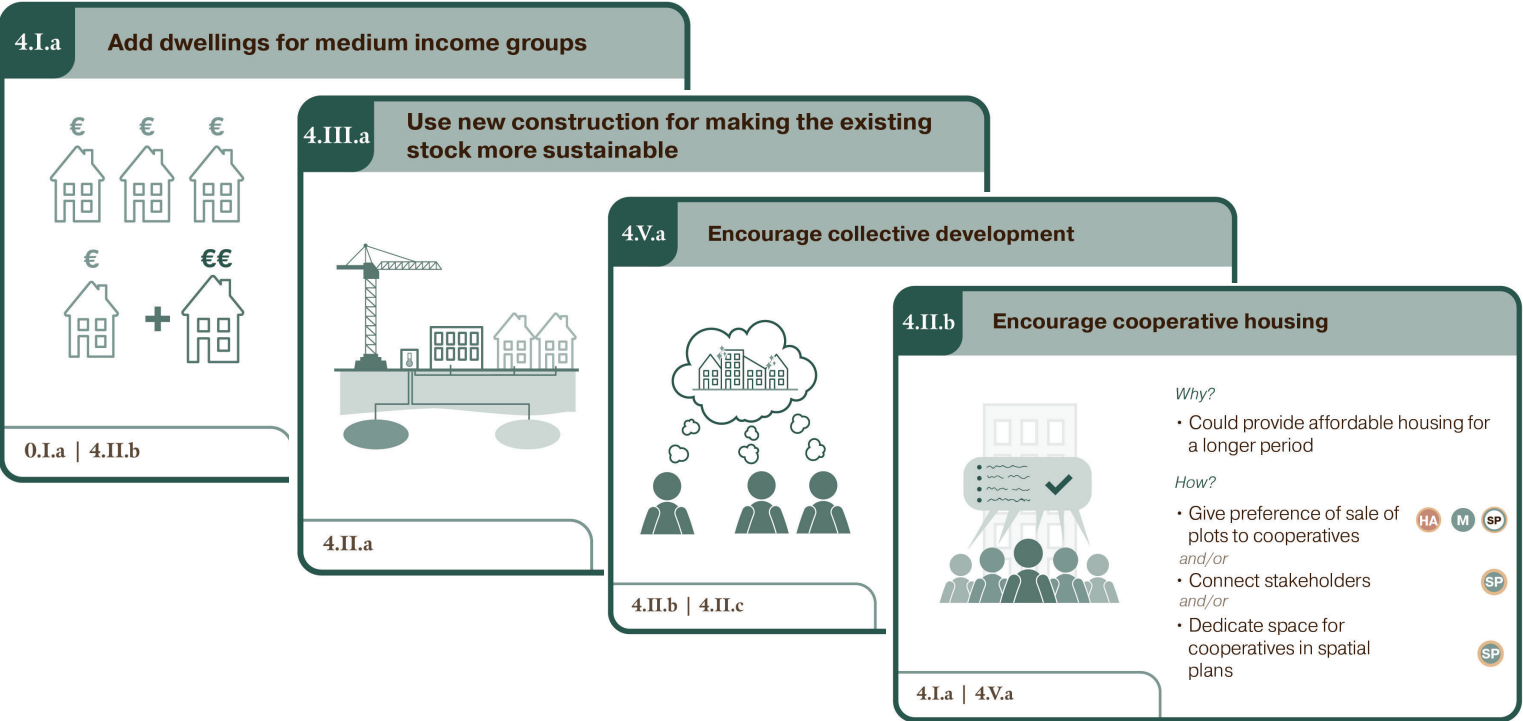 4.I.a
Add dwellings for medium income groups
€ € €
€ €€
+
0.I.a | 4.II.b
4.III.a
Use new construction for making the existing
stock more sustainable
4.II.a
4.V.a
Encourage collective development
4.II.b | 4.II.c
4.II.b
Encourage cooperative housing
Why?
• Could provide affordable housing for
a longer period
How?
• Give preference of sale of
plots to cooperatives
HA M SP
and/or
• Connect stakeholders
SP
and/or
• Dedicate space for
cooperatives in spatial
plans
SP
4.I.a | 4.V.a